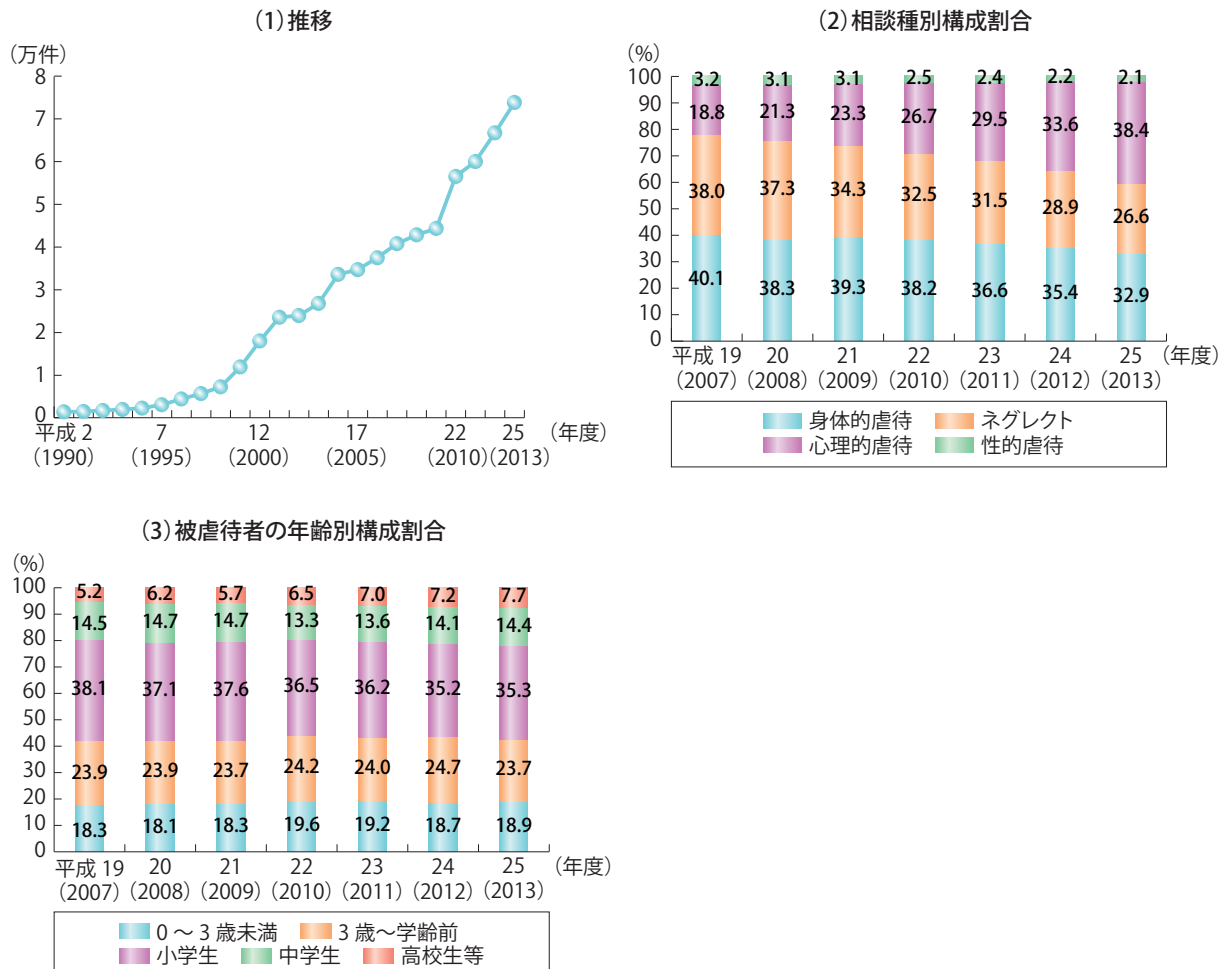 (1)推移
(万件)
8
7
6
5
4
3
2
1
0
平成 2 7 12 17 22 25 (年度)
(1990) (1995) (2000) (2005) (2010)(2013)
(2)相談種別構成割合
(%)
100
90
80
70
60
50
40
30
20
10
0
3.2 3.1 3.1 2.5 2.4 2.2 2.1
18.8 21.3 23.3 26.7 29.5 33.6 38.4
38.0 37.3 34.3 32.5 31.5 28.9 26.6
40.1 38.3 39.3 38.2 36.6 35.4 32.9
平成 19 20 21 22 23 24 25 (年度)
(2007) (2008) (2009) (2010) (2011) (2012) (2013)
身体的虐待 ネグレクト
心理的虐待 性的虐待
(3)被虐待者の年齢別構成割合
(%)
100
90
80
70
60
50
40
30
20
10
0
5.2 6.2 5.7 6.5 7.0 7.2 7.7
14.5 14.7 14.7 13.3 13.6 14.1 14.4
38.1 37.1 37.6 36.5 36.2 35.2 35.3
23.9 23.9 23.7 24.2 24.0 24.7 23.7
18.3 18.1 18.3 19.6 19.2 18.7 18.9
平成 19 20 21 22 23 24 25 (年度)
(2007) (2008) (2009) (2010) (2011) (2012) (2013)
0 〜 3 歳未満 3 歳〜学齢前
小学生 中学生 高校生等